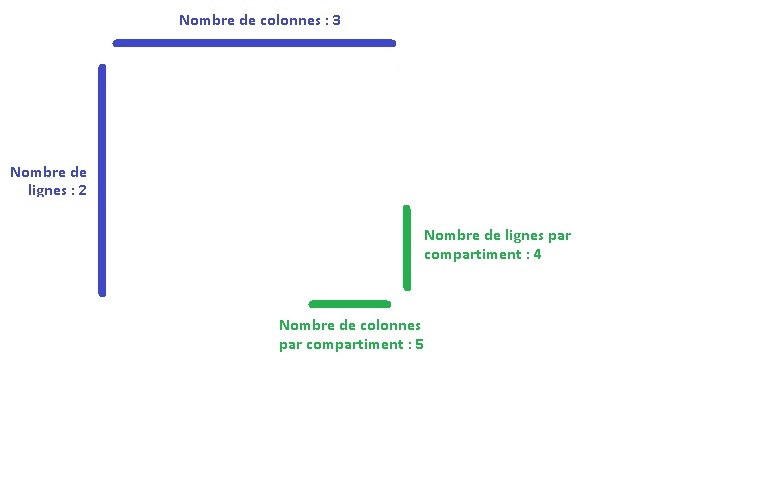 Nombre de colonnes : 3
Nombre de
lignes : 2
Nombre de lignes par
compartiment : 4
Nombre de colonnes
par compartiment : 5